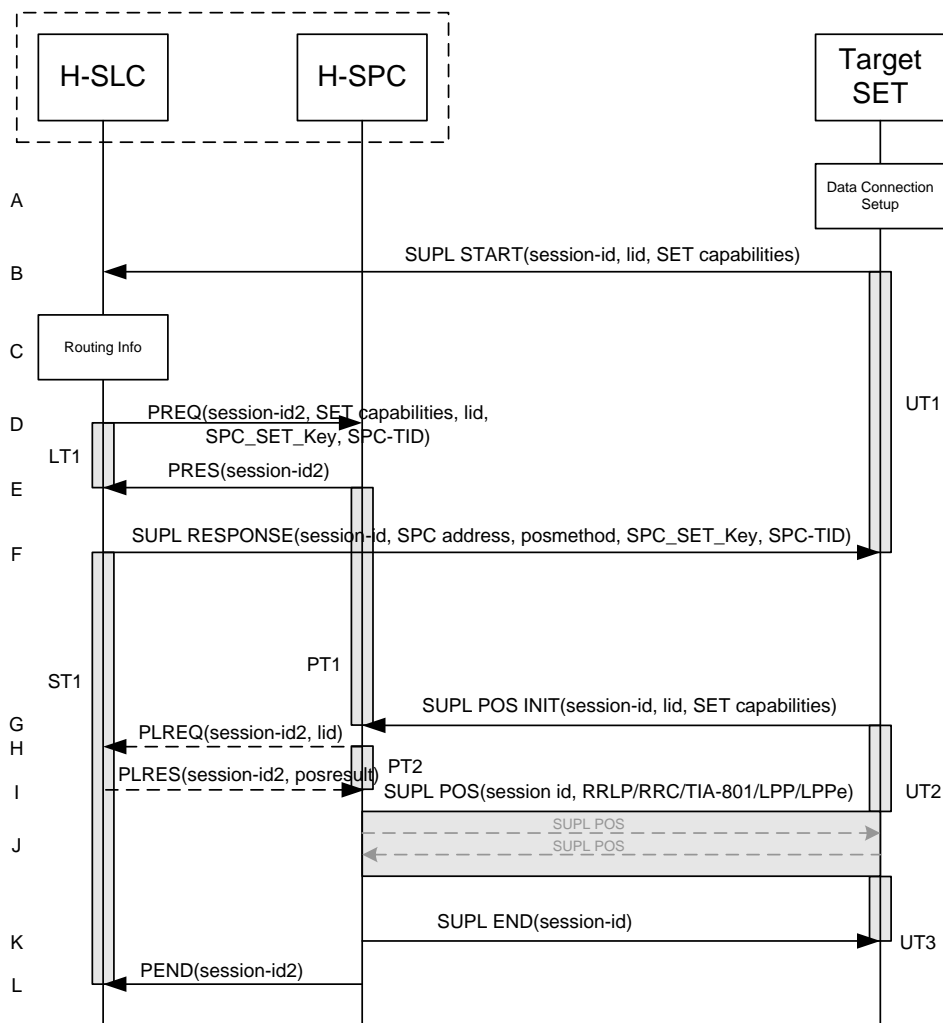 H-SLC
H-SPC
Target
SET
A
Data Connection
Setup
B
SUPL START(session-id, lid, SET capabilities)
C
Routing Info
UT1
D
PREQ(session-id2, SET capabilities, lid,
SPC_SET_Key, SPC-TID)
LT1
PRES(session-id2)
E
SUPL RESPONSE(session-id, SPC address, posmethod, SPC_SET_Key, SPC-TID)
F
PT1
ST1
SUPL POS INIT(session-id, lid, SET capabilities)
G
PLREQ(session-id2, lid)
H
PT2
PLRES(session-id2, posresult)
I
SUPL POS(session id, RRLP/RRC/TIA-801/LPP/LPPe)
UT2
SUPL POS
J
SUPL POS
SUPL END(session-id)
K
UT3
PEND(session-id2)
L